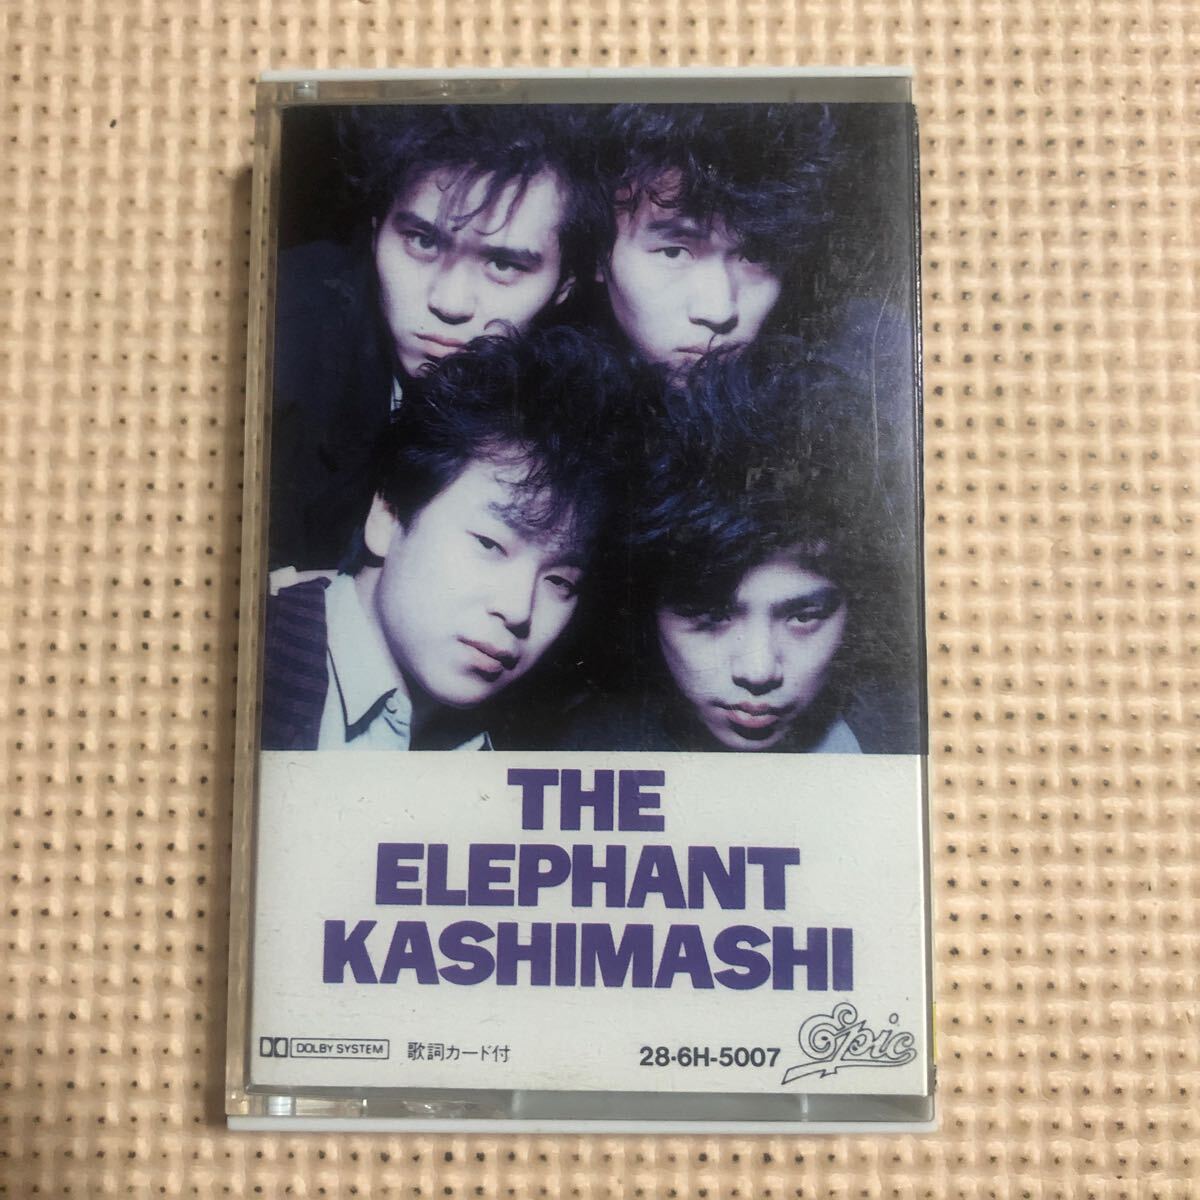 THE
ELEPHANT
KASHIMASHI
DOLBY SYSTEM 歌詞カード付 28·6H-5007 Epic